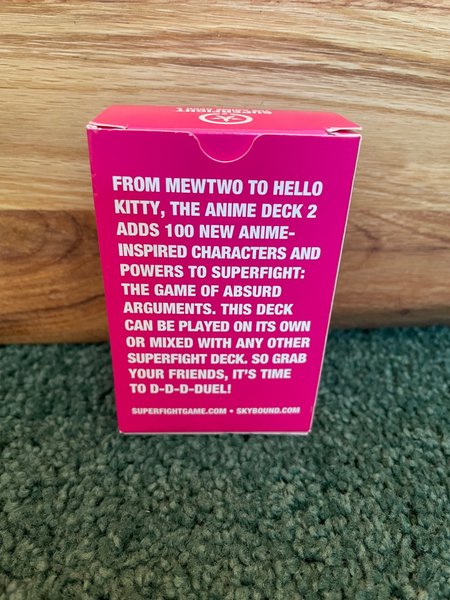 SUPERFIGHT
FROM MEWTWO TO HELLO
KITTY, THE ANIME DECK 2
ADDS 100 NEW ANIME-
INSPIRED CHARACTERS AND
POWERS TO SUPERFIGHT:
THE GAME OF ABSURD
ARGUMENTS. THIS DECK
CAN BE PLAYED ON ITS OWN
OR MIXED WITH ANY OTHER
SUPERFIGHT DECK. SO GRAB
YOUR FRIENDS, IT'S TIME
TO D-D-D-DUEL!
SUPERFIGHTGAME.COM • SKYBOUND.COM